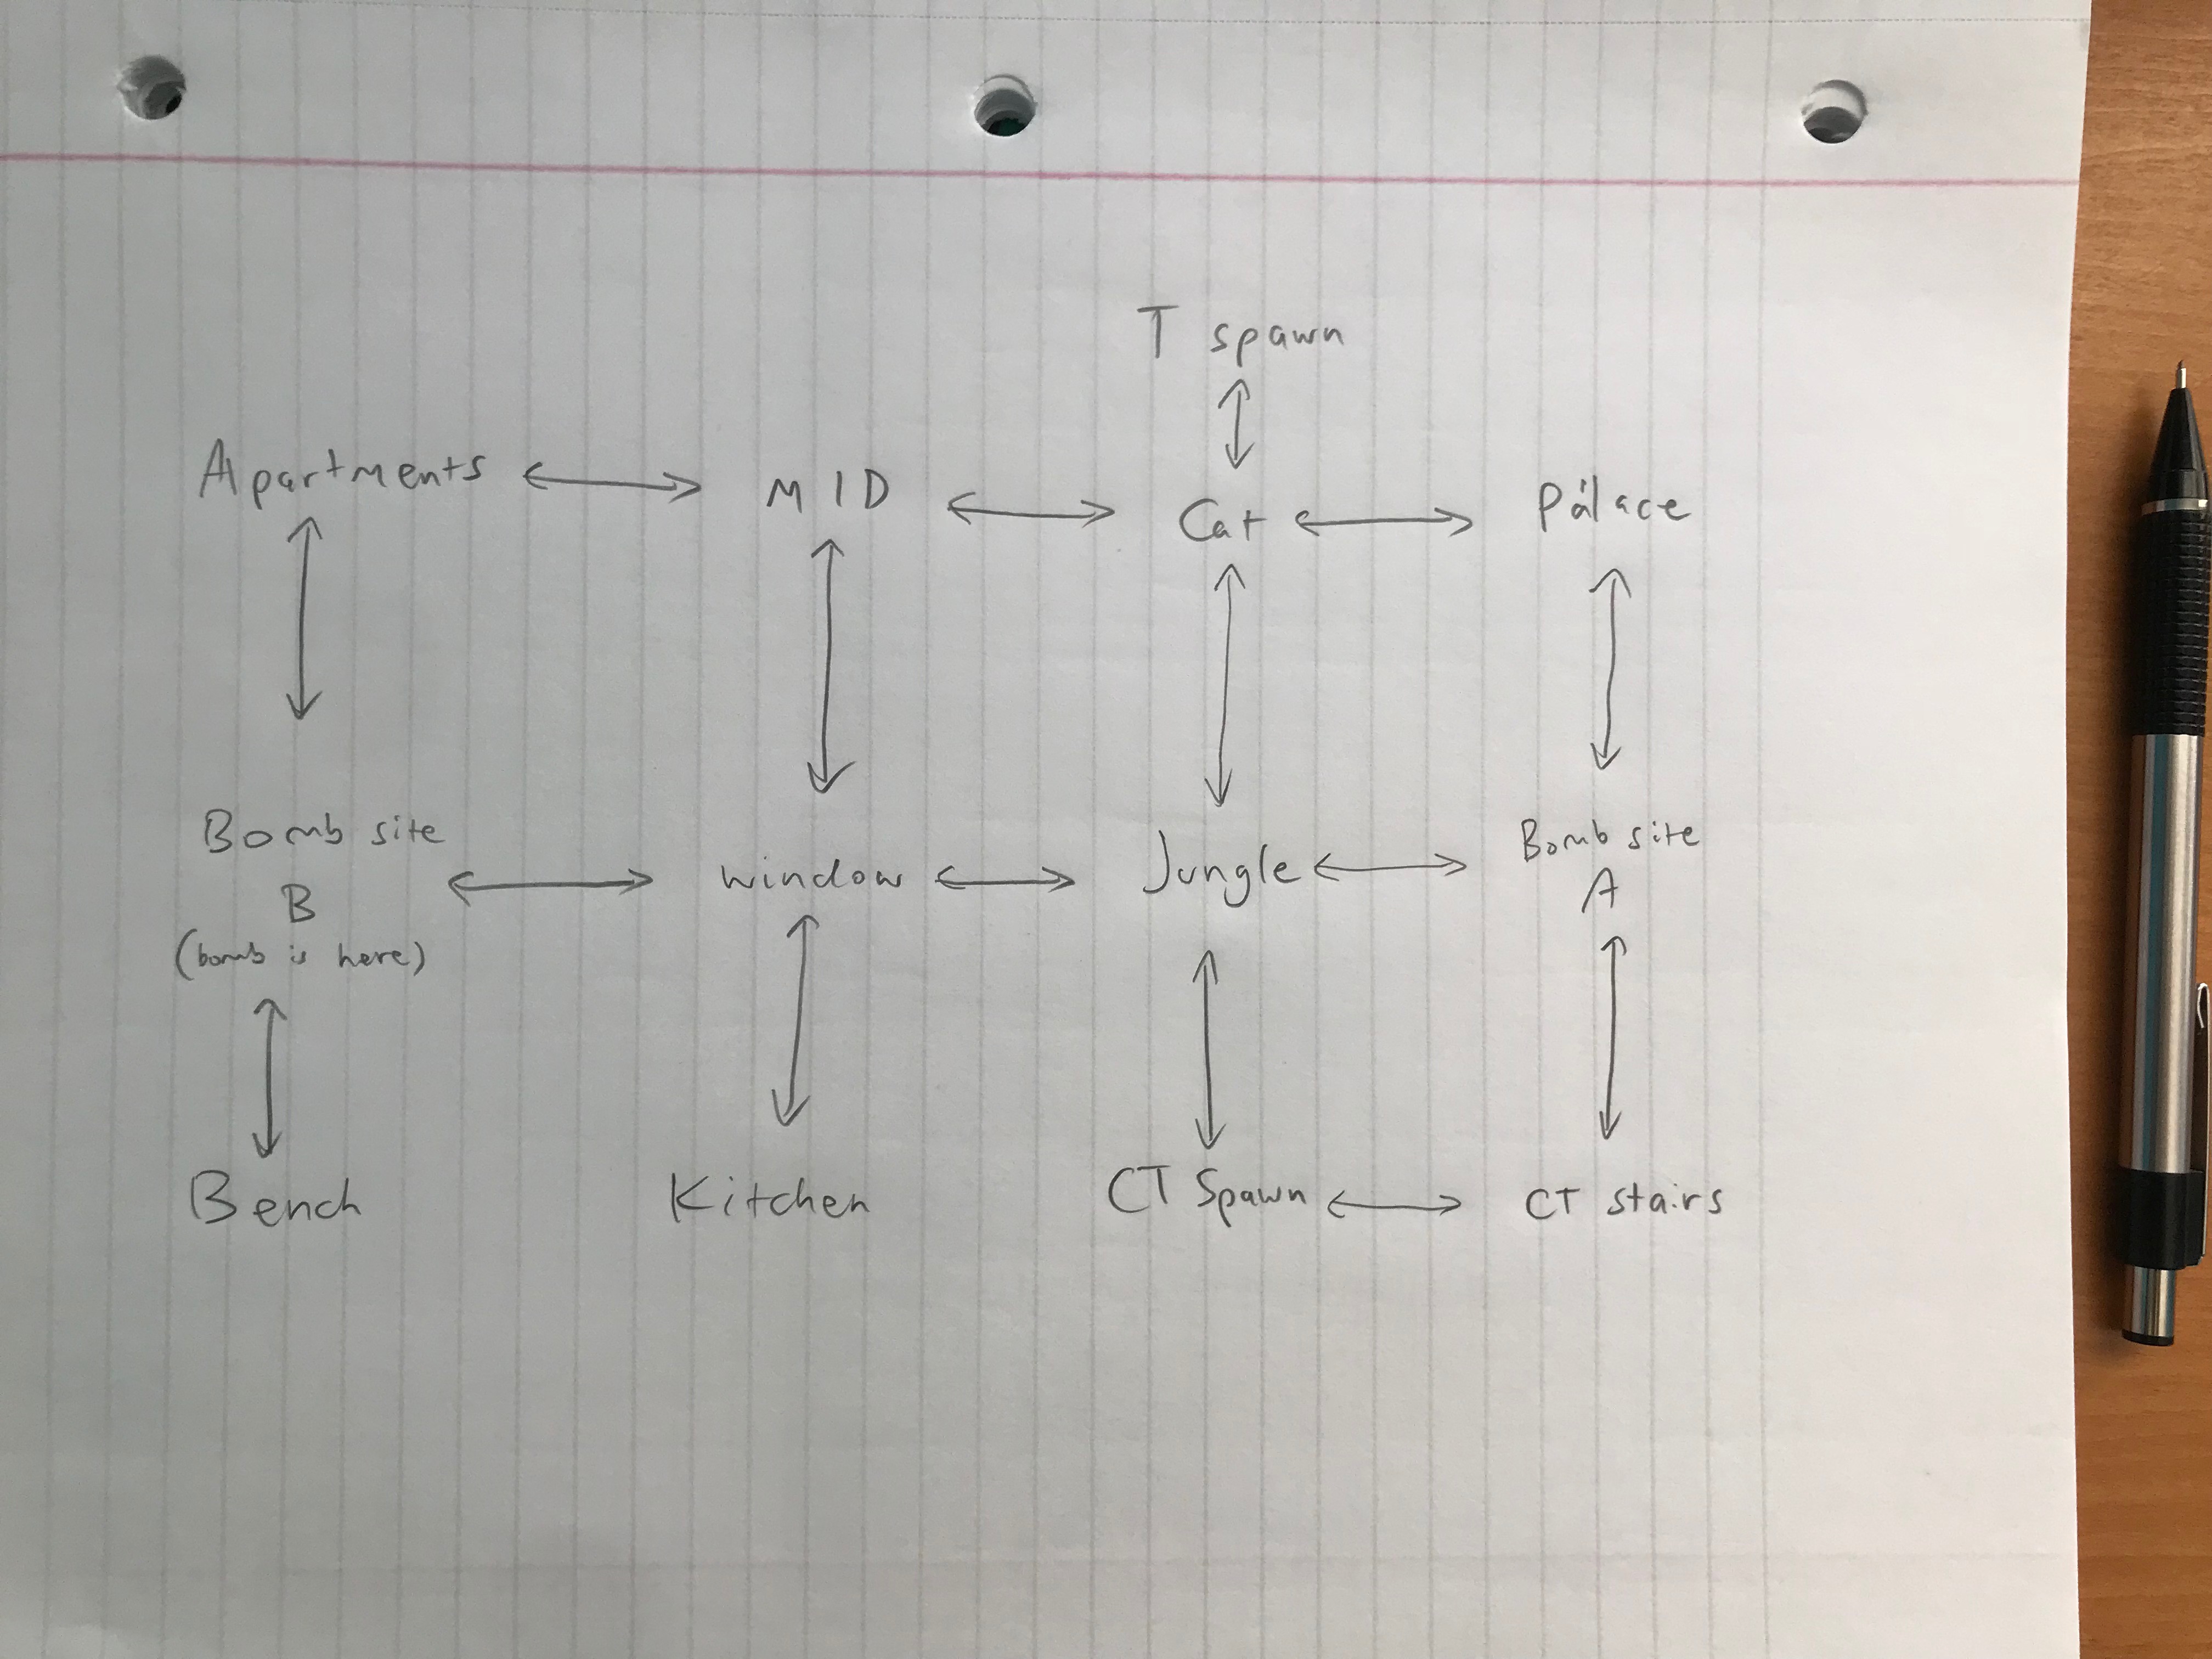 T spawn
Apartments MID Cat Palace
Bomb site window Jungle Bomb site
B A
(bomb is here)
Bench Kitchen CT Spawn CT stairs